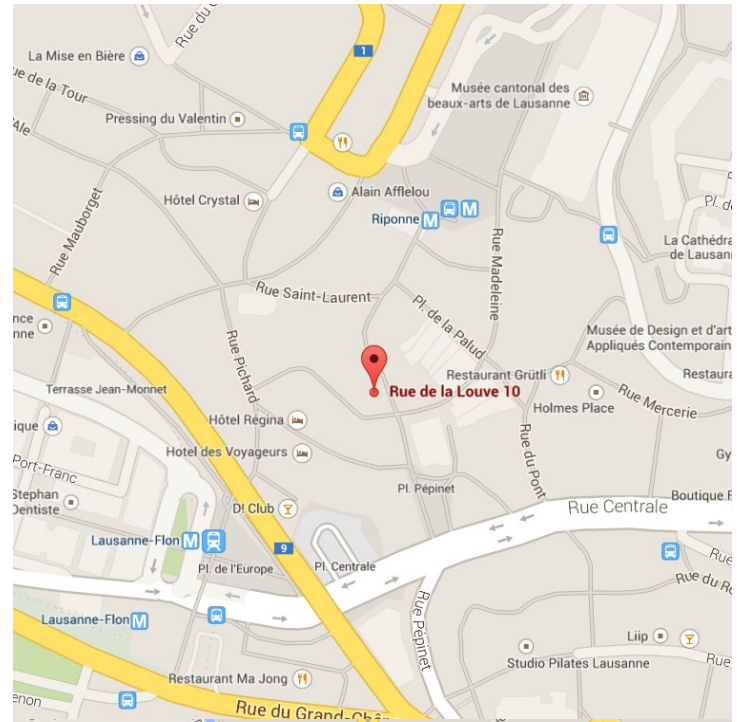 Rue du
1
La Mise en Bière
Musée cantonal des
beaux-arts de Lausanne
ue de la Tour
Pressing du Valentin
'Ale
Hôtel Crystal
Alain Afflelou
Pl. de
Riponne M M
Rue Mauborget
La Cathédra
de Lausann
Rue Madeleine
Rue Saint-Laurent
Pl. de la Palud
nce
nne
Musée de Design et d'art
Appliqués Contemporain
Rue Pichard
Restaurant Grütli
Restaura
Terrasse Jean-Monnet
Rue de la Louve 10
Rue Mercerie
Holmes Place
Hôtel Régina
ique
Rue du Pont
Hotel des Voyageurs
Gy
Port-Franc
Pl. Pépinet
Stephan
Dentiste
D! Club
Boutique F
Rue Centrale
Lausanne-Flon M
9
Pl. de l'Europe
Pl. Centrale
Rue
Rue du Ro
Rue Pépinet
Lausanne-Flon M
Liip
Rue
Studio Pilates Lausanne
Restaurant Ma Jong
enon
Rue du Grand-Chên